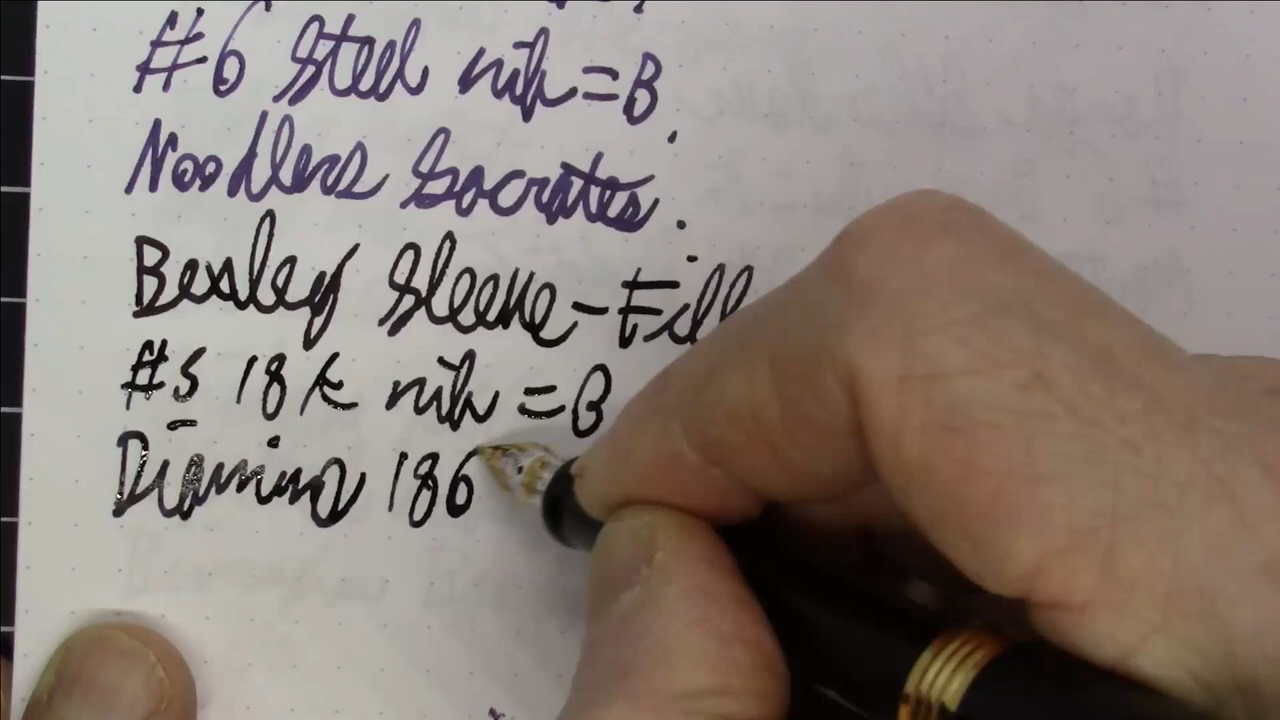 #6 Steel nib = B.
Noodlers Socrates.
Bexley Sleeve-Fill
#5 18k nib = B
Diamine 186